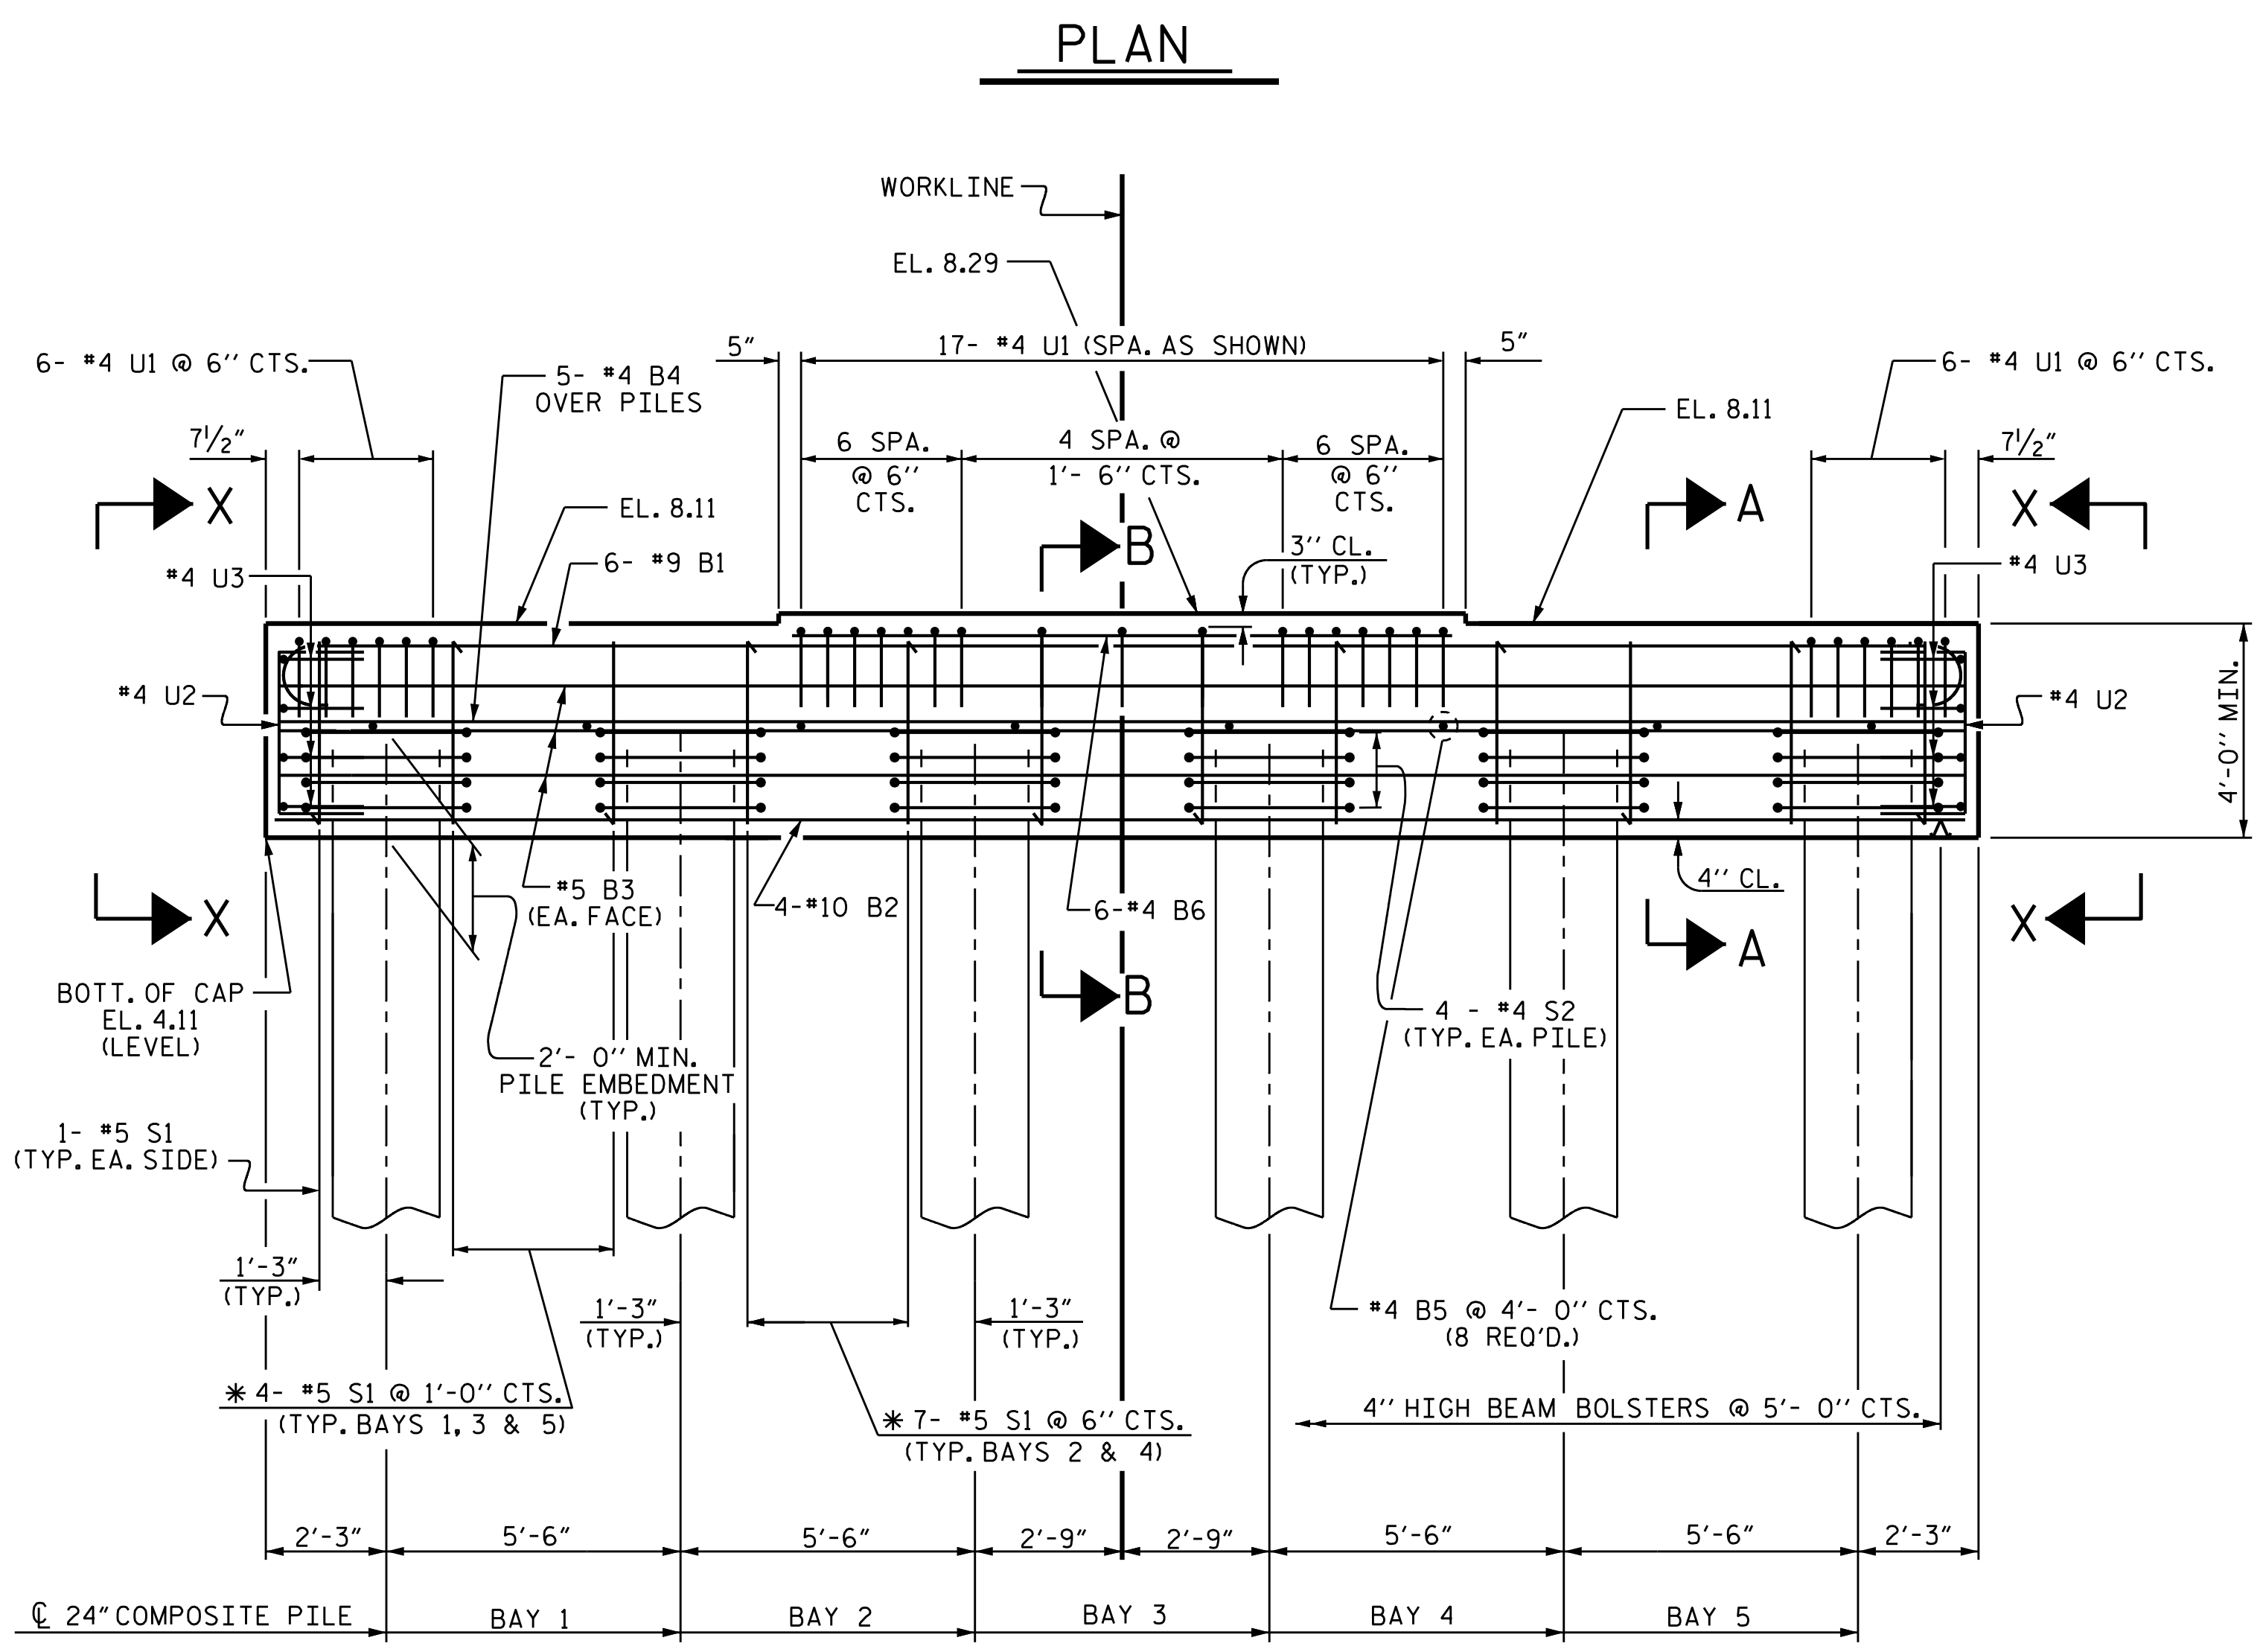 PLAN
WORKLINE
EL. 8.29
5"
17- #4 U1 (SPA. AS SHOWN)
5"
6- #4 U1 @ 6" CTS.
5- #4 B4
OVER PILES
6- #4 U1 @ 6" CTS.
EL. 8.11
7½"
6 SPA.
@ 6"
CTS.
4 SPA. @
1'- 6" CTS.
6 SPA.
@ 6"
CTS.
7½"
X
EL. 8.11
A
X
B
3" CL.
(TYP.)
#4 U3
6- #9 B1
#4 U3
#4 U2
#4 U2
4'-0" MIN.
4" CL.
#5 B3
(EA. FACE)
4-#10 B2
6-#4 B6
X
A
X
B
BOTT. OF CAP
EL. 4.11
(LEVEL)
4 - #4 S2
(TYP. EA. PILE)
2'- 0" MIN.
PILE EMBEDMENT
(TYP.)
1- #5 S1
(TYP. EA. SIDE)
1'-3"
(TYP.)
1'-3"
(TYP.)
1'-3"
(TYP.)
#4 B5 @ 4'- 0" CTS.
(8 REQ'D.)
* 4- #5 S1 @ 1'-0" CTS.
(TYP. BAYS 1, 3 & 5)
* 7- #5 S1 @ 6" CTS.
(TYP. BAYS 2 & 4)
4" HIGH BEAM BOLSTERS @ 5'- 0" CTS.
2'-3"
5'-6"
5'-6"
2'-9"
2'-9"
5'-6"
5'-6"
2'-3"
℄ 24" COMPOSITE PILE
BAY 1
BAY 2
BAY 3
BAY 4
BAY 5